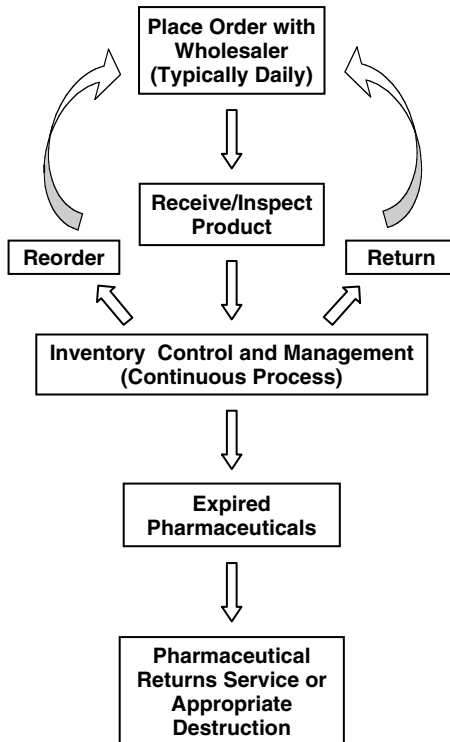 Place Order with
Wholesaler
(Typically Daily)
Receive/Inspect
Product
Reorder
Return
Inventory Control and Management
(Continuous Process)
Expired
Pharmaceuticals
Pharmaceutical
Returns Service or
Appropriate
Destruction